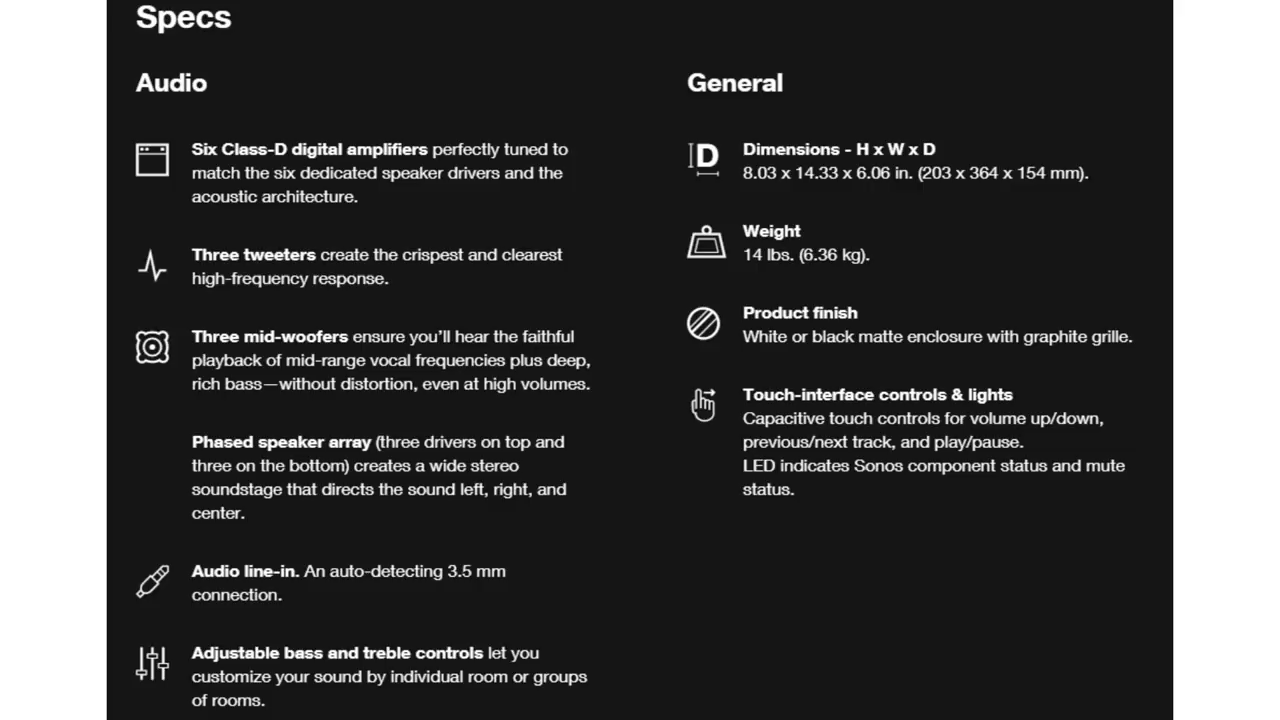 Specs
Audio
Six Class-D digital amplifiers perfectly tuned to
match the six dedicated speaker drivers and the
acoustic architecture.
Three tweeters create the crispest and clearest
high-frequency response.
Three mid-woofers ensure you’ll hear the faithful
playback of mid-range vocal frequencies plus deep,
rich bass—without distortion, even at high volumes.
Phased speaker array (three drivers on top and
three on the bottom) creates a wide stereo
soundstage that directs the sound left, right, and
center.
Audio line-in. An auto-detecting 3.5 mm
connection.
Adjustable bass and treble controls let you
customize your sound by individual room or groups
of rooms.
General
D
Dimensions - H x W x D
8.03 x 14.33 x 6.06 in. (203 x 364 x 154 mm).
Weight
14 lbs. (6.36 kg).
Product finish
White or black matte enclosure with graphite grille.
Touch-interface controls & lights
Capacitive touch controls for volume up/down,
previous/next track, and play/pause.
LED indicates Sonos component status and mute
status.